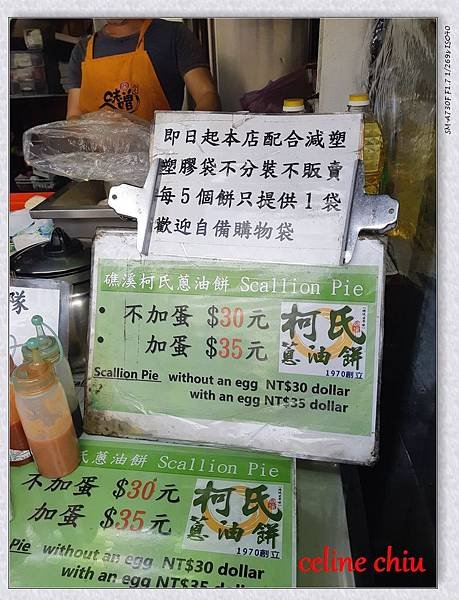 即日起本店配合減塑
塑膠袋不分裝不販賣
每5個餅只提供1袋
歡迎自備購物袋
礁溪柯氏蔥油餅 Scallion Pie
不加蛋 $30元
加蛋 $35元
柯氏
蔥油餅
1970創立
Scallion Pie without an egg NT$30 dollar
with an egg NT$35 dollar
隊
氏蔥油餅 Scallion Pie
不加蛋 $30元
加蛋 $35元
柯氏
蔥油餅
1970創立
Pie without an egg NT$30 dollar
with an egg NT$35 dollar
celine chiu